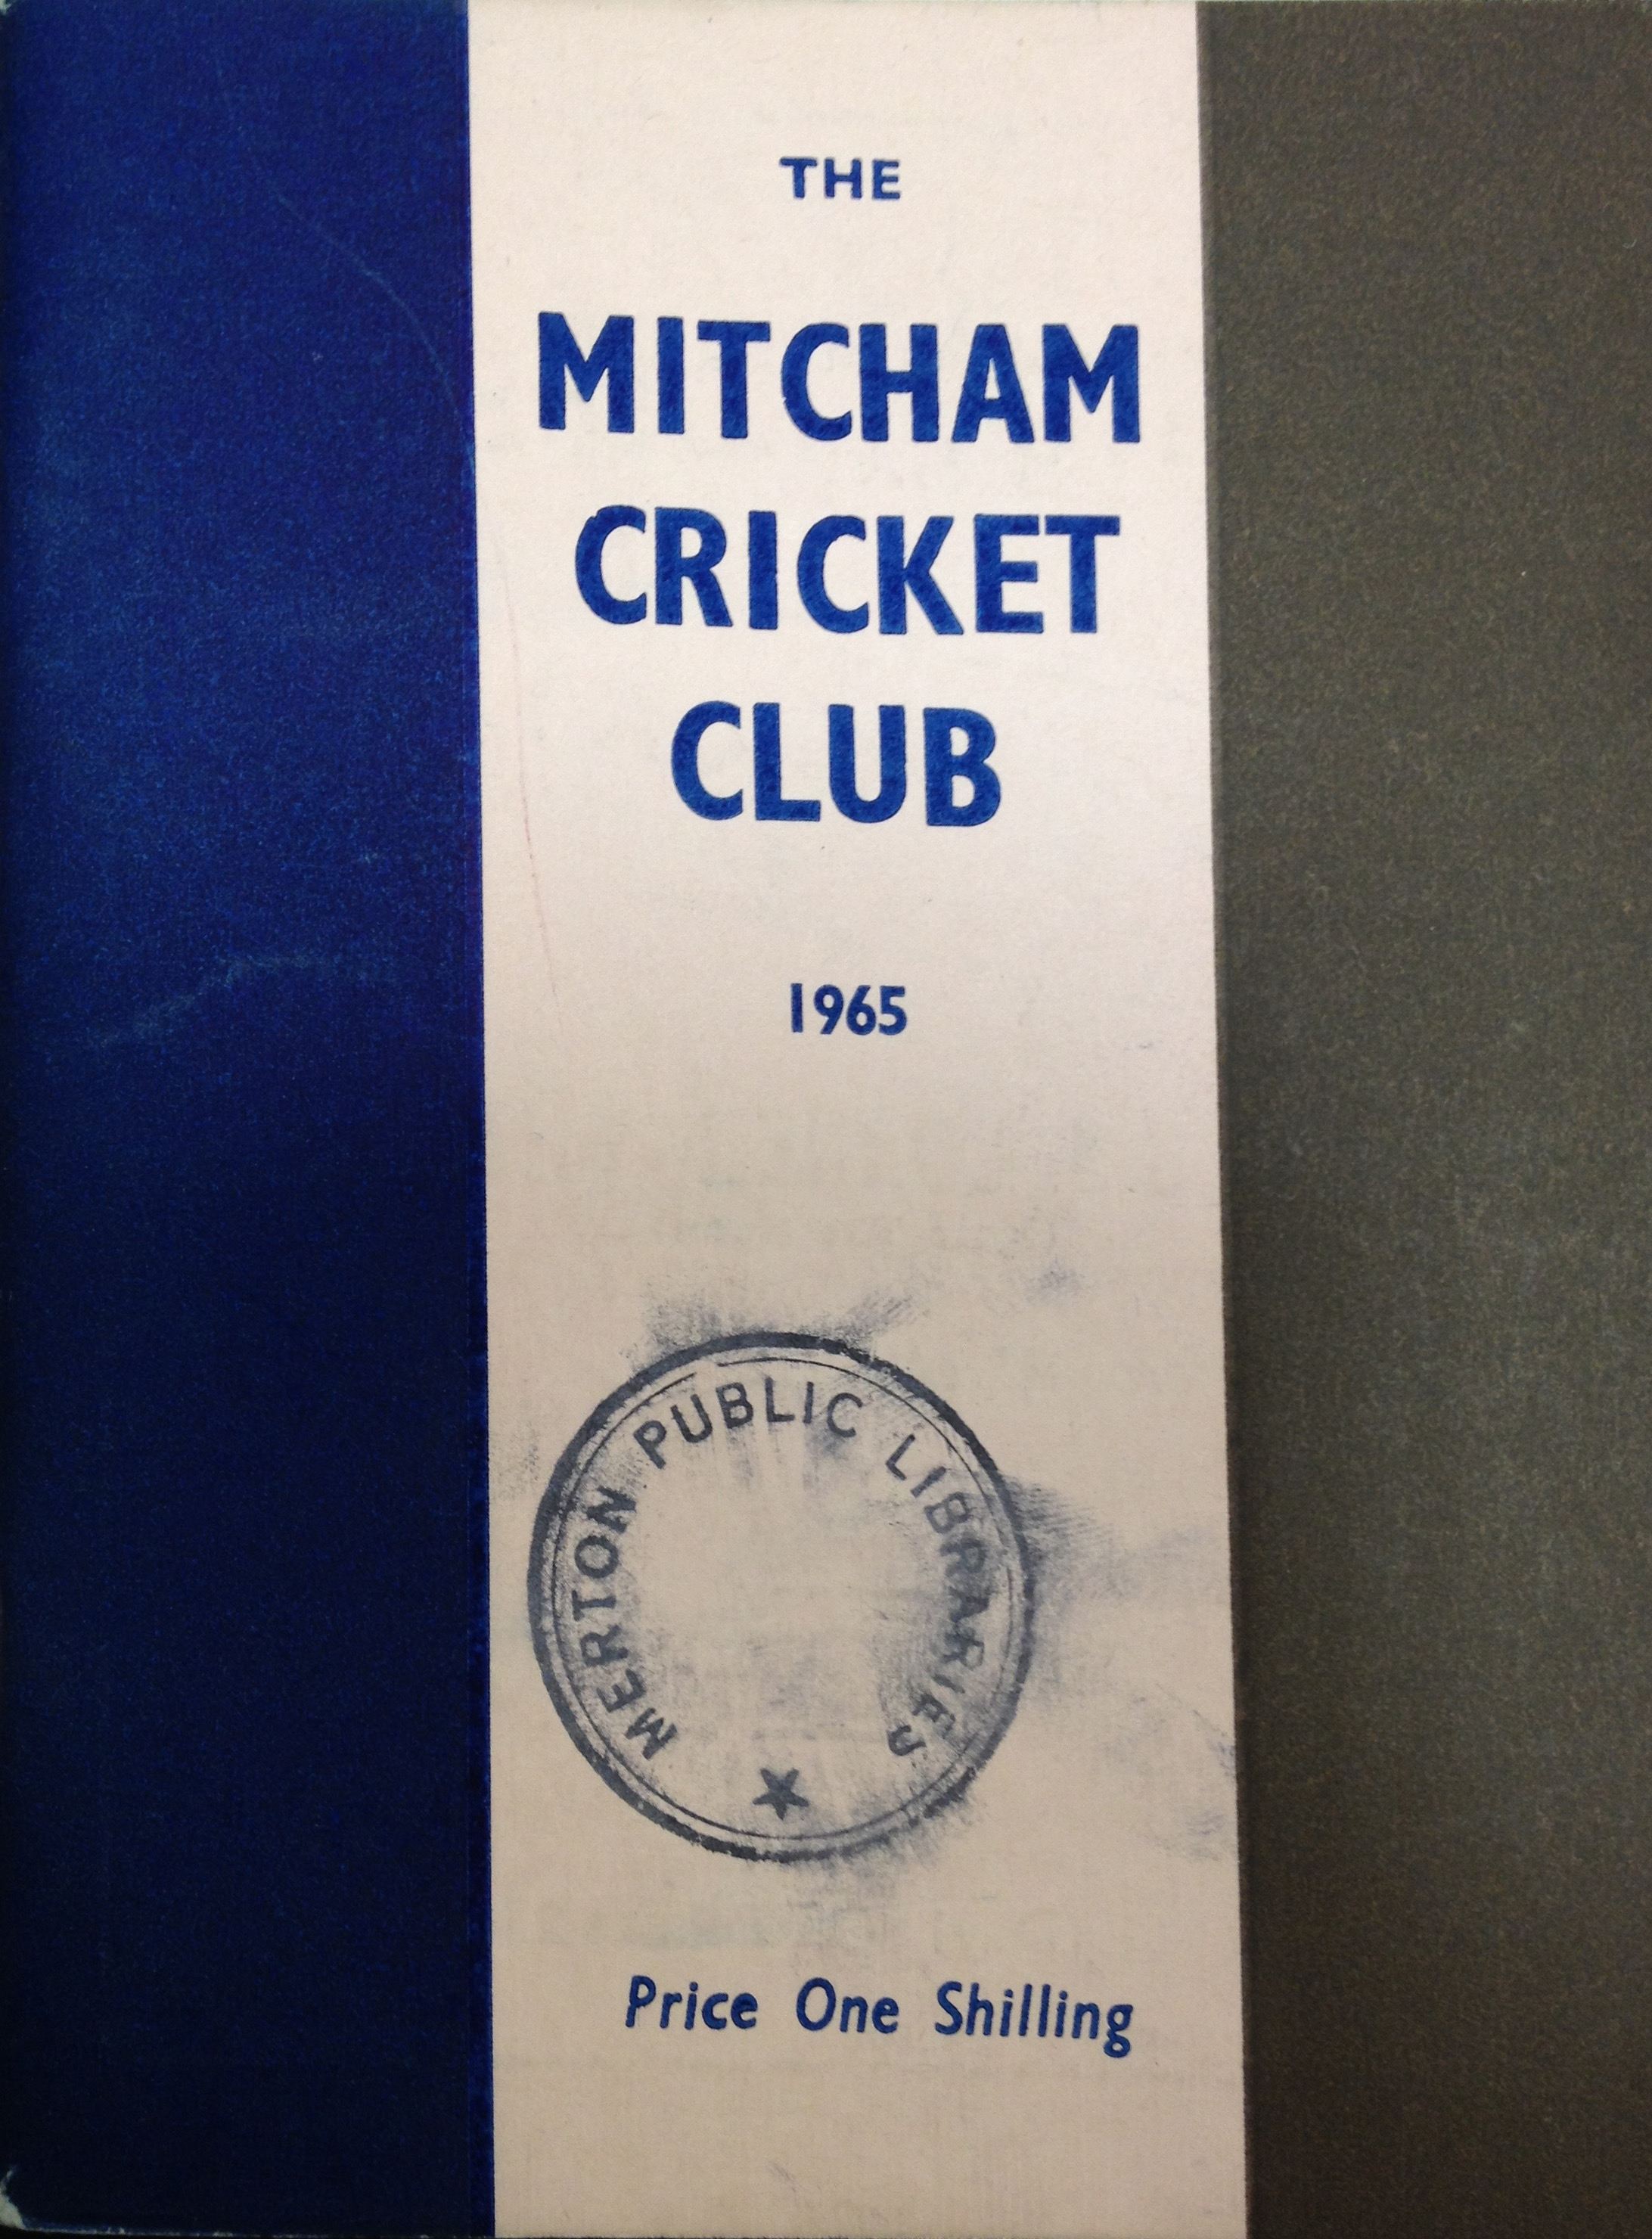 THE
MITCHAM
CRICKET
CLUB
1965
MERTON PUBLIC LIBRARIES
Price One Shilling